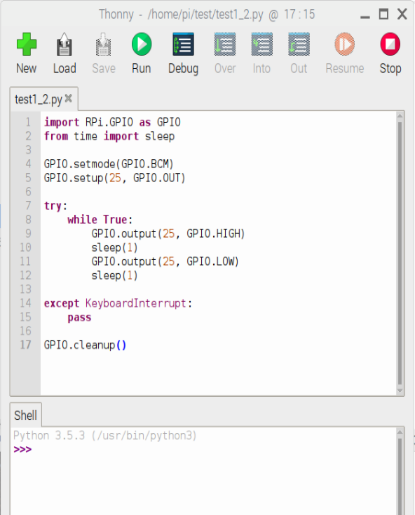 Thonny - /home/pi/test/test1_2.py @ 17:15
New Load Save Run Debug Over Into Out Resume Stop
test1_2.py
1 import RPi.GPIO as GPIO
2 from time import sleep
3
4 GPIO.setmode(GPIO.BCM)
5 GPIO.setup(25, GPIO.OUT)
6
7 try:
8     while True:
9         GPIO.output(25, GPIO.HIGH)
10         sleep(1)
11         GPIO.output(25, GPIO.LOW)
12         sleep(1)
13
14 except KeyboardInterrupt:
15     pass
16
17 GPIO.cleanup()
Shell
Python 3.5.3 (/usr/bin/python3)
>>>